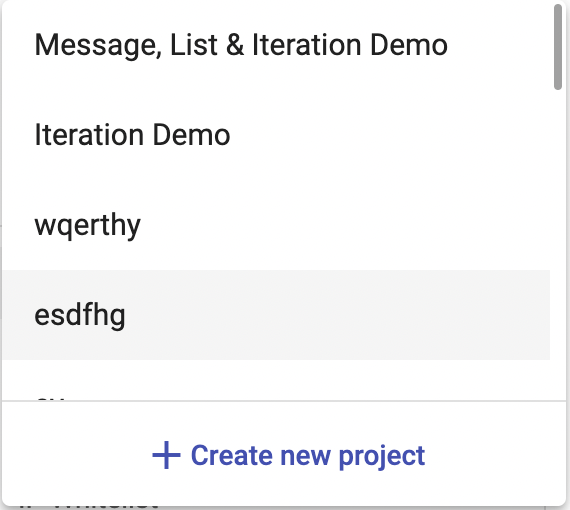 Message, List & Iteration Demo
Iteration Demo
wqerthy
esdfhg
Create new project